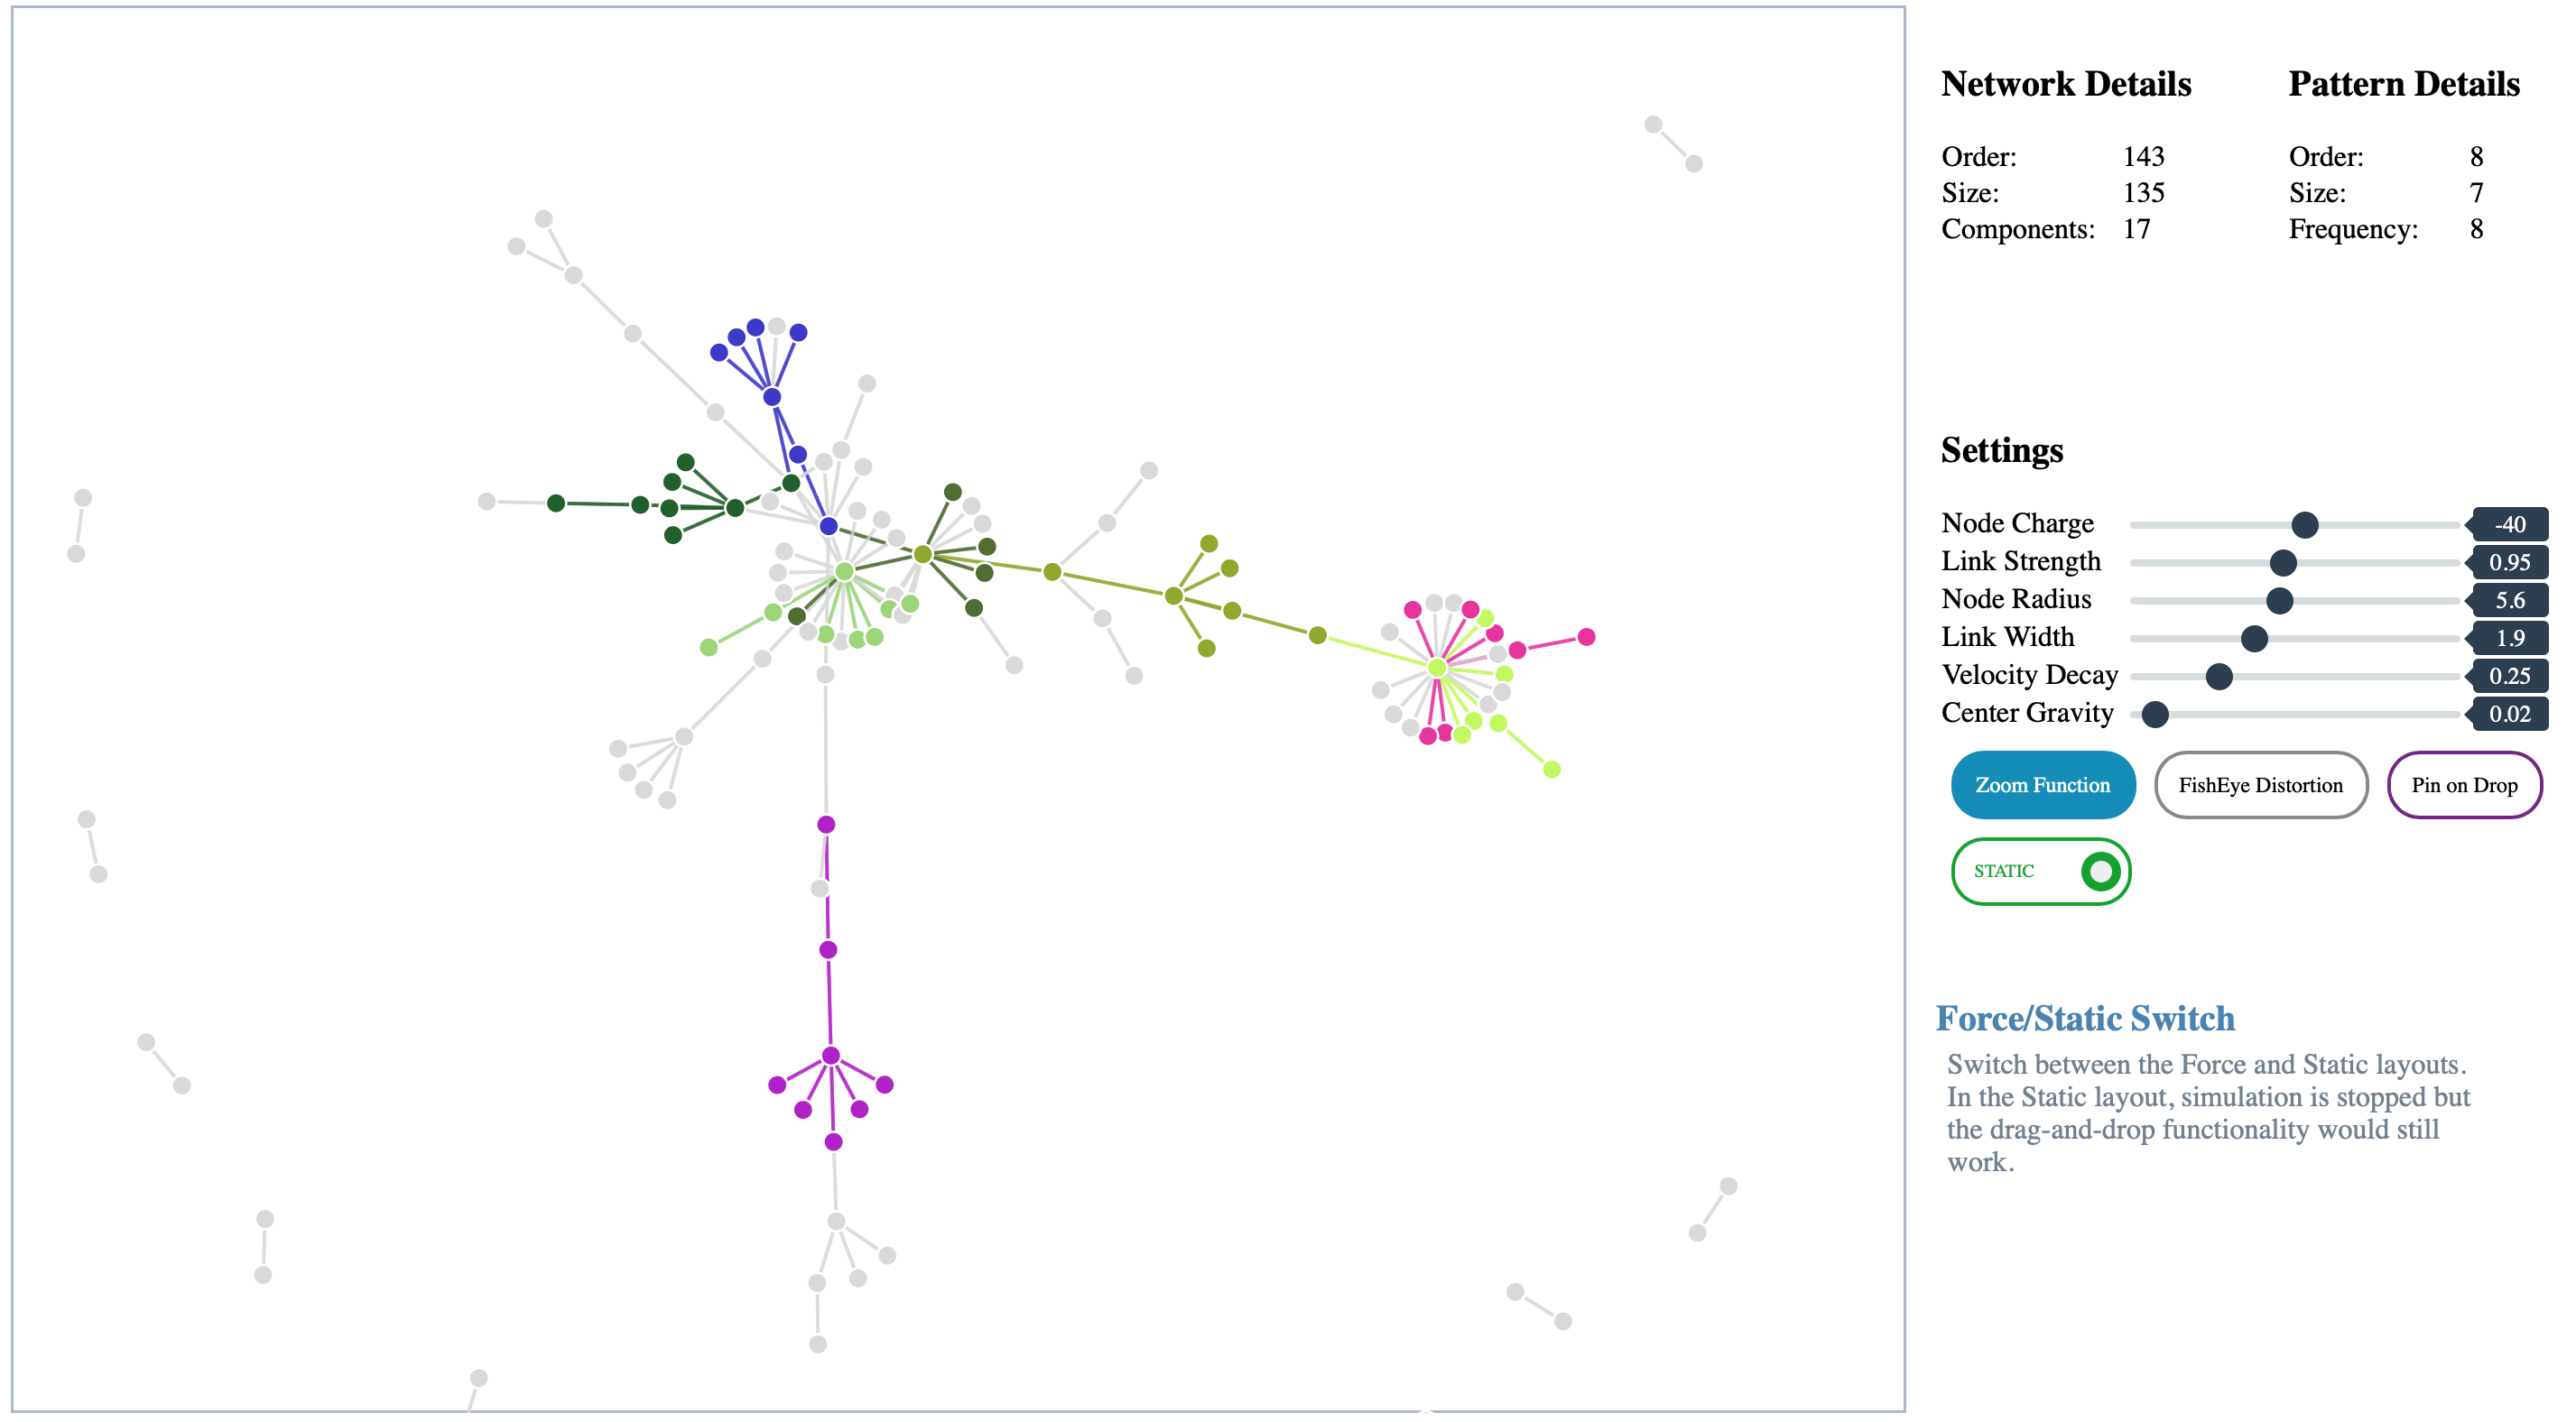 Network Details
Pattern Details
Order: 143
Order: 8
Size: 135
Size: 7
Components: 17
Frequency: 8
Settings
Node Charge -40
Link Strength 0.95
Node Radius 5.6
Link Width 1.9
Velocity Decay 0.25
Center Gravity 0.02
Zoom Function
FishEye Distortion
Pin on Drop
STATIC
Force/Static Switch
Switch between the Force and Static layouts.
In the Static layout, simulation is stopped but
the drag-and-drop functionality would still
work.